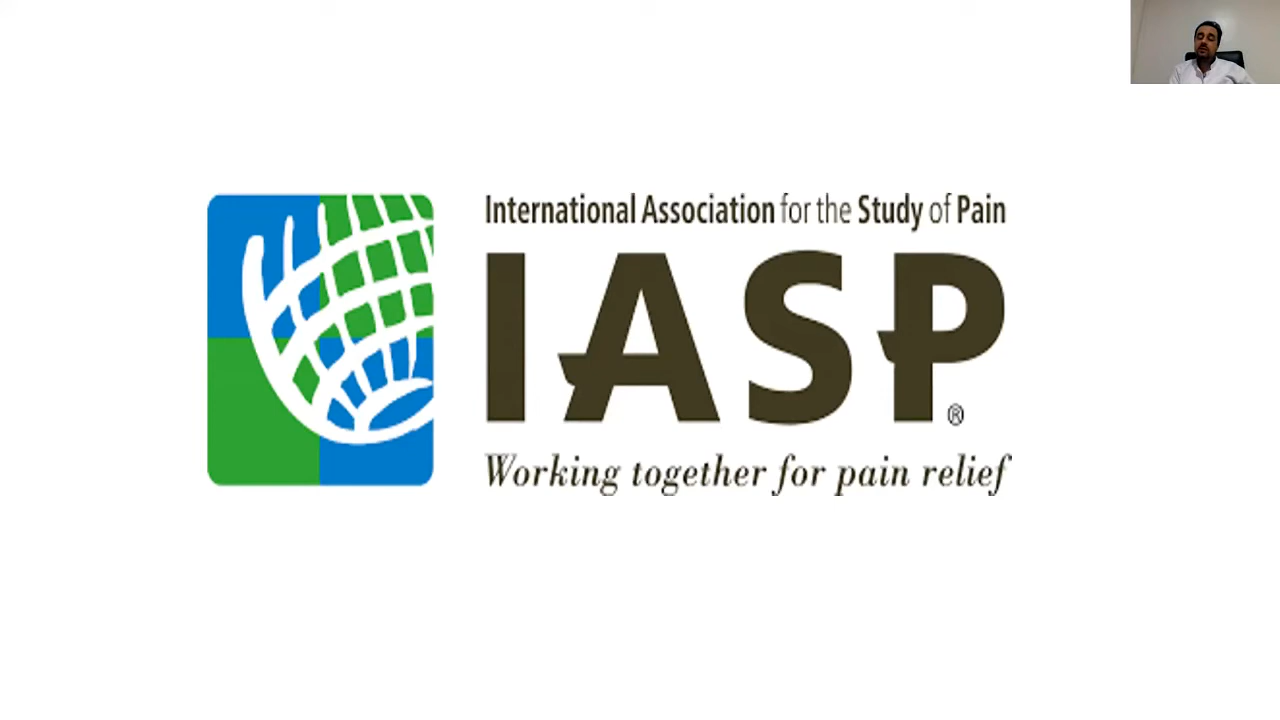 International Association for the Study of Pain
IASP®
Working together for pain relief